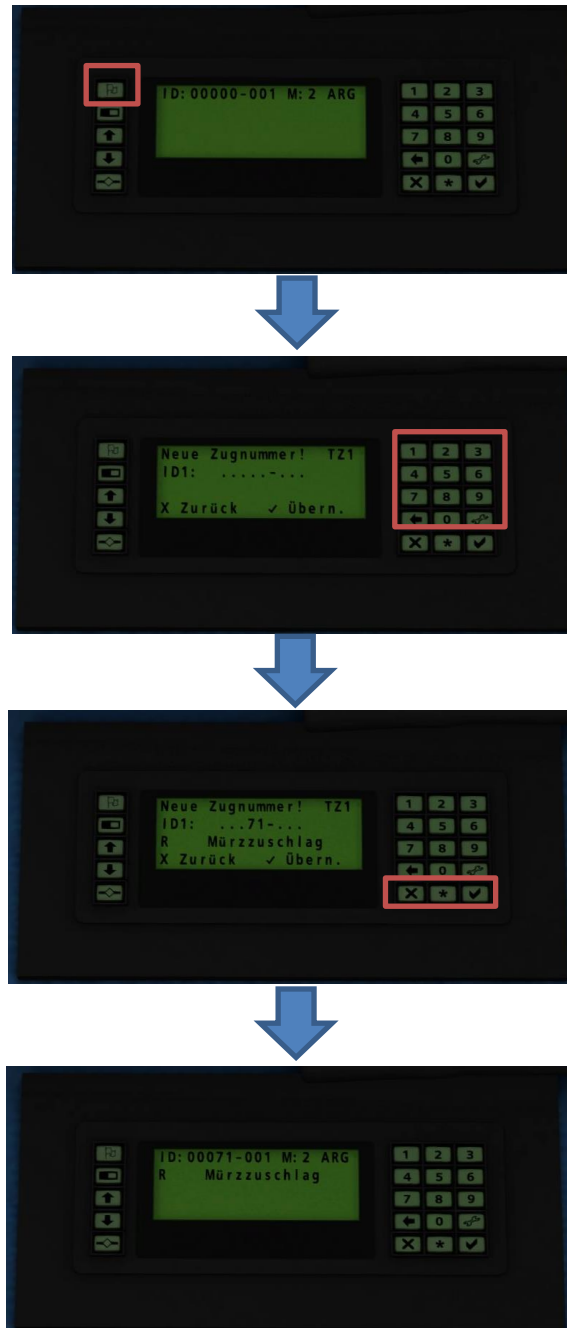 ID:00000-001 M:2 ARG
1 2 3
4 5 6
7 8 9
0
X * ✓
Neue Zugnummer! TZ1
ID1: .....-...
X Zurück ✓ Übern.
1 2 3
4 5 6
7 8 9
0
X * ✓
Neue Zugnummer! TZ1
ID1: ...71-...
R Mürzzuschlag
X Zurück ✓ Übern.
1 2 3
4 5 6
7 8 9
0
X * ✓
ID:00071-001 M:2 ARG
R Mürzzuschlag
1 2 3
4 5 6
7 8 9
0
X * ✓